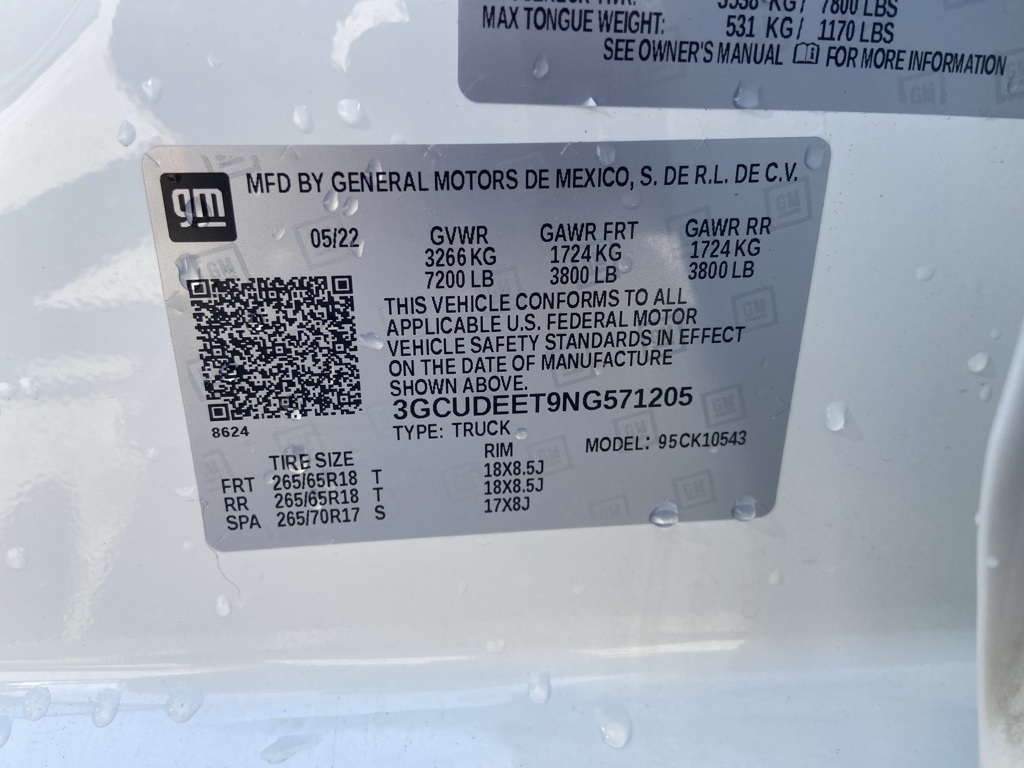 7800 LBS
MAX TONGUE WEIGHT: 531 KG / 1170 LBS
SEE OWNER'S MANUAL FOR MORE INFORMATION
gm
MFD BY GENERAL MOTORS DE MEXICO, S. DE R.L. DE C.V.
05/22 GVWR GAWR FRT GAWR RR
3266 KG 1724 KG 1724 KG
7200 LB 3800 LB 3800 LB
THIS VEHICLE CONFORMS TO ALL
APPLICABLE U.S. FEDERAL MOTOR
VEHICLE SAFETY STANDARDS IN EFFECT
ON THE DATE OF MANUFACTURE
SHOWN ABOVE.
3GCUDEET9NG571205
8624
TYPE: TRUCK MODEL: 95CK10543
TIRE SIZE RIM
FRT 265/65R18 T 18X8.5J
RR 265/65R18 T 18X8.5J
SPA 265/70R17 S 17X8J